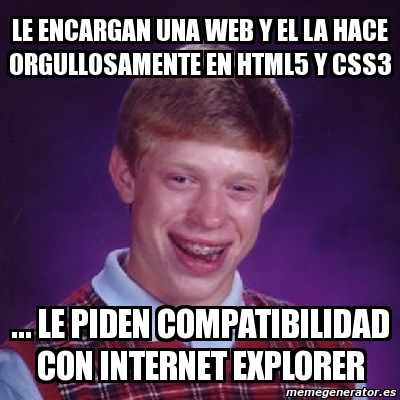 LE ENCARGAN UNA WEB Y EL LA HACE
ORGULLOSAMENTE EN HTML5 Y CSS3
... LE PIDEN COMPATIBILIDAD
CON INTERNET EXPLORER
memegenerator.es